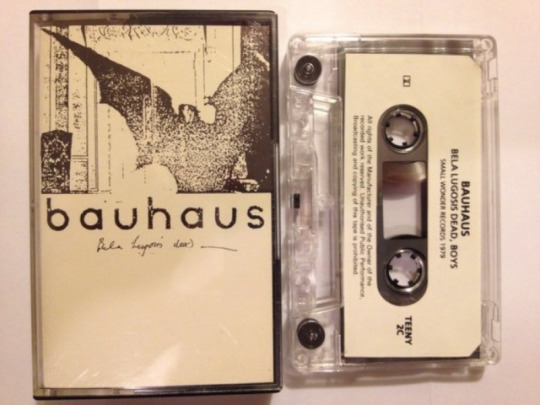 bauhaus
Bela Lugosis dead
BAUHAUS
BELA LUGOSIS DEAD, BOYS
SMALL WONDER RECORDS 1979
TEENY
2C
All rights of the Manufacturer and of the Owner of the
recorded work reserved. Unauthorised Public Performance,
Broadcasting and copying of this tape is prohibited